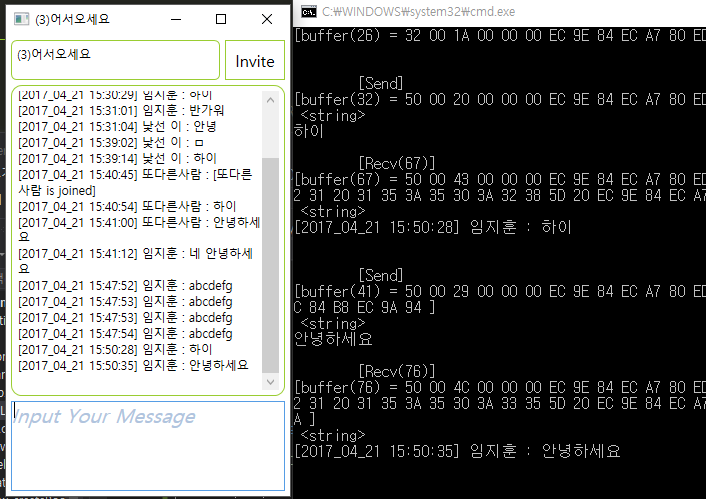 (3)어서오세요
(3)어서오세요
Invite
[2017_04_21 15:30:29] 임지훈 : 하이
[2017_04_21 15:31:01] 임지훈 : 반가워
[2017_04_21 15:31:04] 낯선 이 : 안녕
[2017_04_21 15:39:02] 낯선 이 : ㅁ
[2017_04_21 15:39:14] 낯선 이 : 하이
[2017_04_21 15:40:45] 또다른사람 : [또다른
사람 is joined]
[2017_04_21 15:40:54] 또다른사람 : 하이
[2017_04_21 15:41:00] 또다른사람 : 안녕하세
요
[2017_04_21 15:41:12] 임지훈 : 네 안녕하세
요
[2017_04_21 15:47:52] 임지훈 : abcdefg
[2017_04_21 15:47:53] 임지훈 : abcdefg
[2017_04_21 15:47:53] 임지훈 : abcdefg
[2017_04_21 15:47:54] 임지훈 : abcdefg
[2017_04_21 15:50:28] 임지훈 : 하이
[2017_04_21 15:50:35] 임지훈 : 안녕하세요
Input Your Message
C:₩WINDOWS₩system32₩cmd.exe
[buffer(26) = 32 00 1A 00 00 00 EC 9E 84 EC A7 80 ED
[Send]
[buffer(32) = 50 00 20 00 00 00 EC 9E 84 EC A7 80 ED
<string>
하이
[Recv(67)]
[buffer(67) = 50 00 43 00 00 00 EC 9E 84 EC A7 80 ED
2 31 20 31 35 3A 35 30 3A 32 38 5D 20 EC 9E 84 EC A7
<string>
[2017_04_21 15:50:28] 임지훈 : 하이
[Send]
[buffer(41) = 50 00 29 00 00 00 EC 9E 84 EC A7 80 ED
C 84 B8 EC 9A 94 ]
<string>
안녕하세요
[Recv(76)]
[buffer(76) = 50 00 4C 00 00 00 EC 9E 84 EC A7 80 ED
2 31 20 31 35 3A 35 30 3A 33 35 5D 20 EC 9E 84 EC A7
A ]
<string>
[2017_04_21 15:50:35] 임지훈 : 안녕하세요